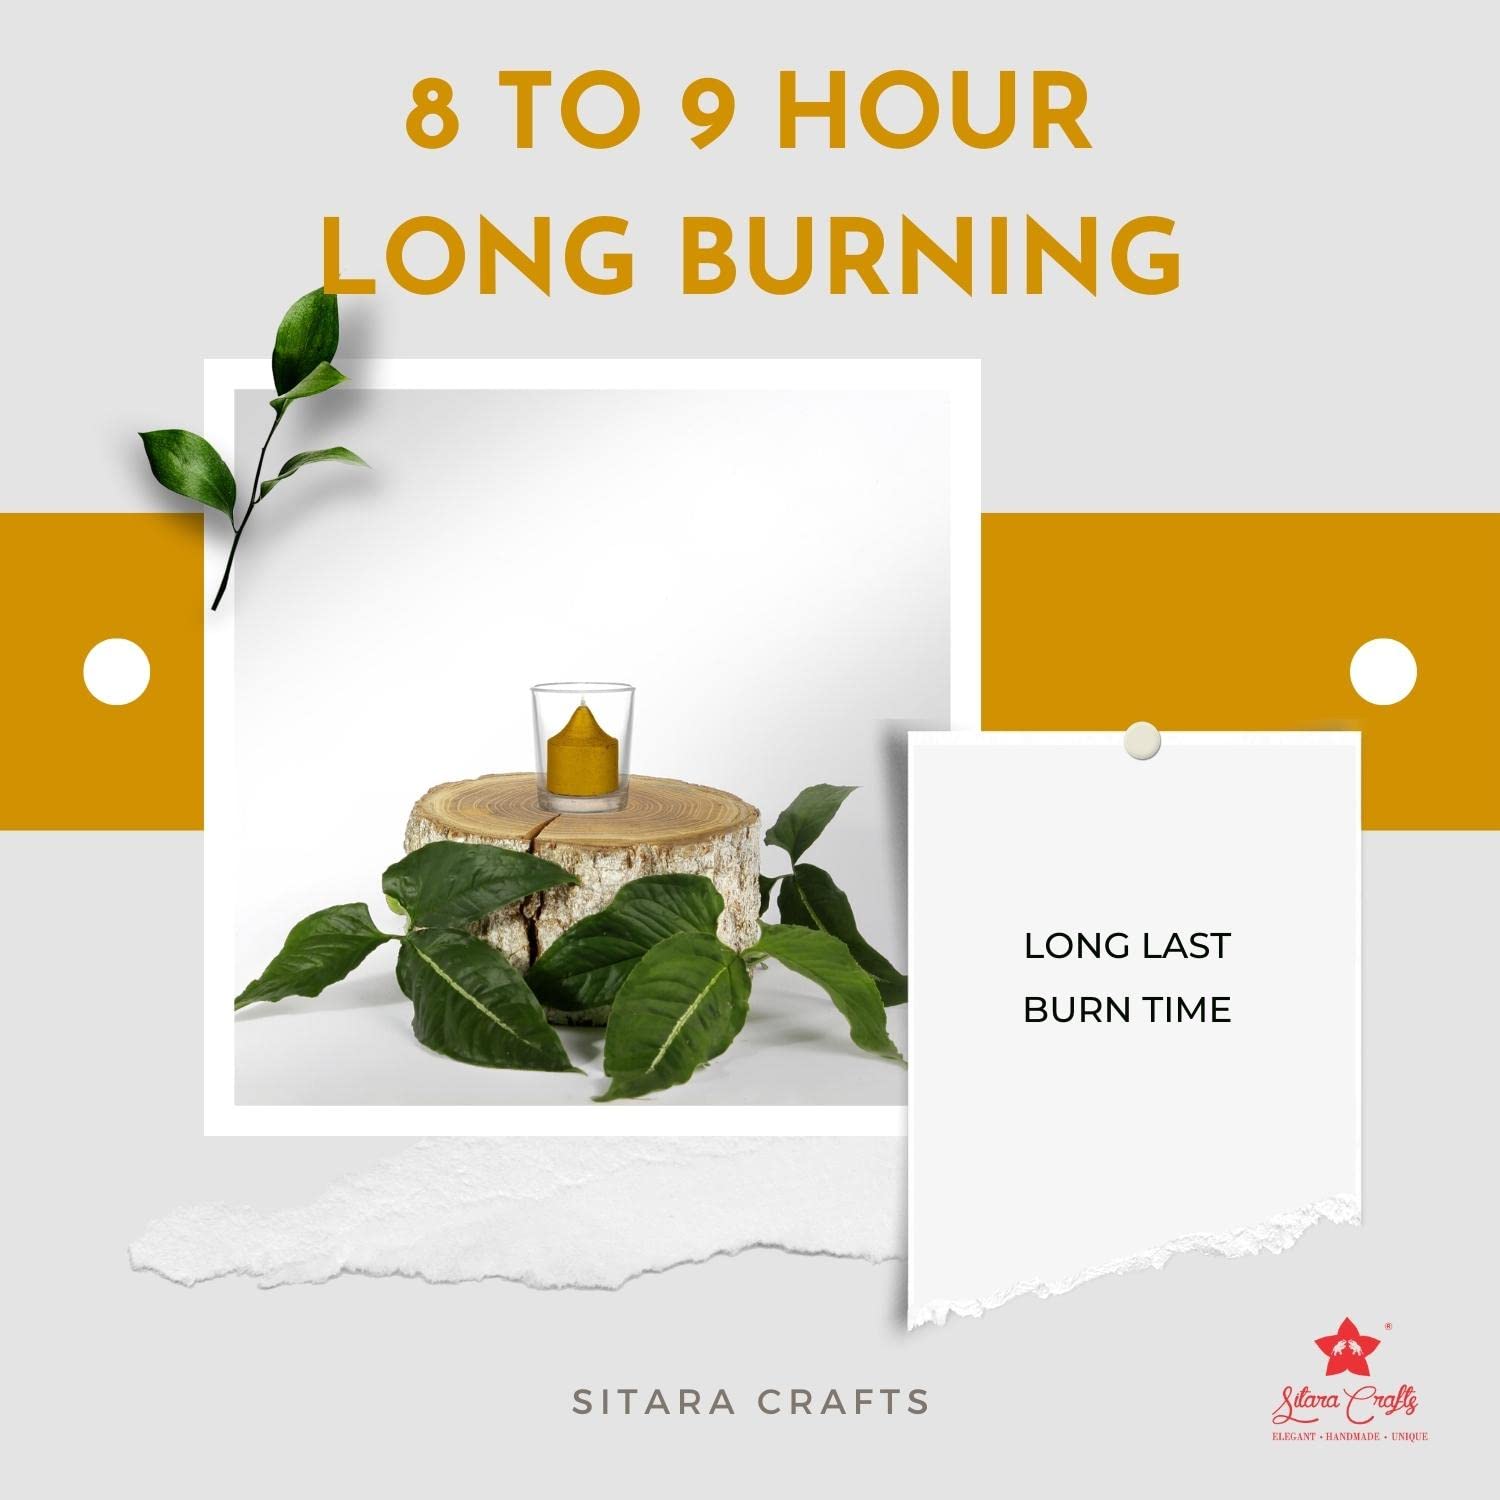 8 TO 9 HOUR
LONG BURNING
LONG LAST
BURN TIME
SITARA CRAFTS
®
Sitara Crafts
ELEGANT • HANDMADE • UNIQUE